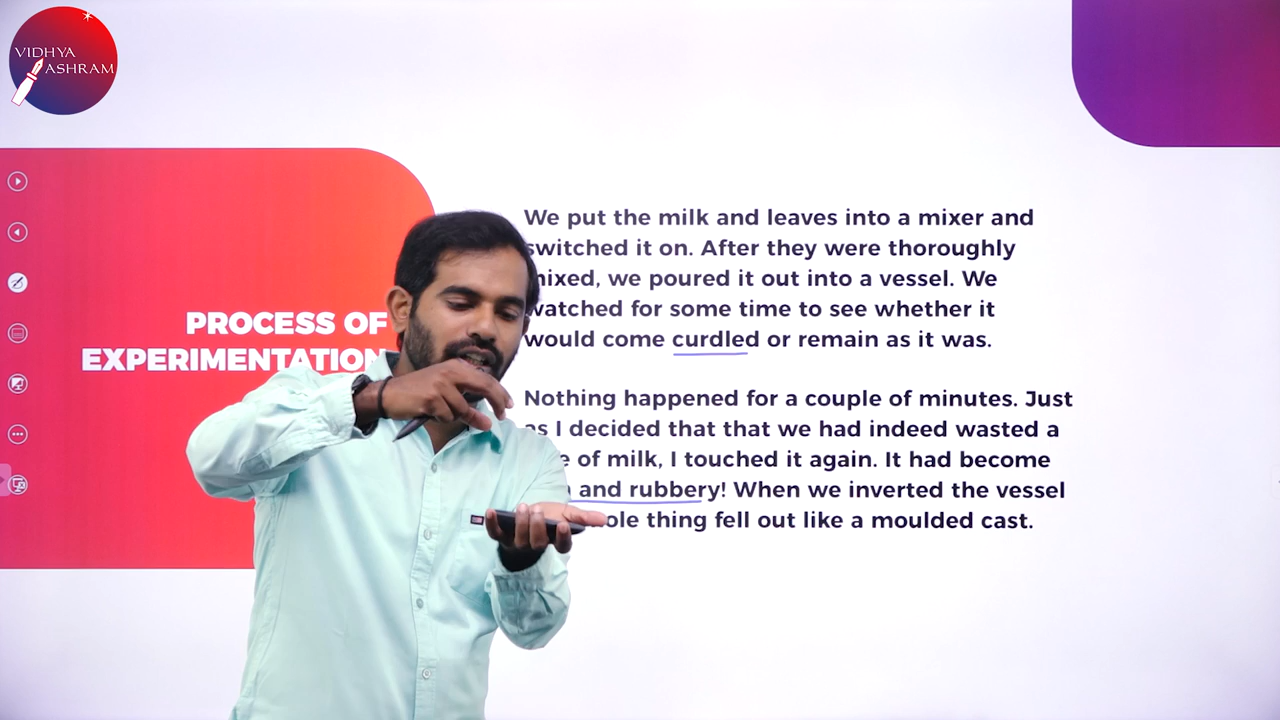 VIDHYA
ASHRAM
PROCESS OF
EXPERIMENTATION
We put the milk and leaves into a mixer and
switched it on. After they were thoroughly
mixed, we poured it out into a vessel. We
watched for some time to see whether it
would come curdled or remain as it was.
Nothing happened for a couple of minutes. Just
as I decided that that we had indeed wasted a
of milk, I touched it again. It had become
and rubbery! When we inverted the vessel
thing fell out like a moulded cast.